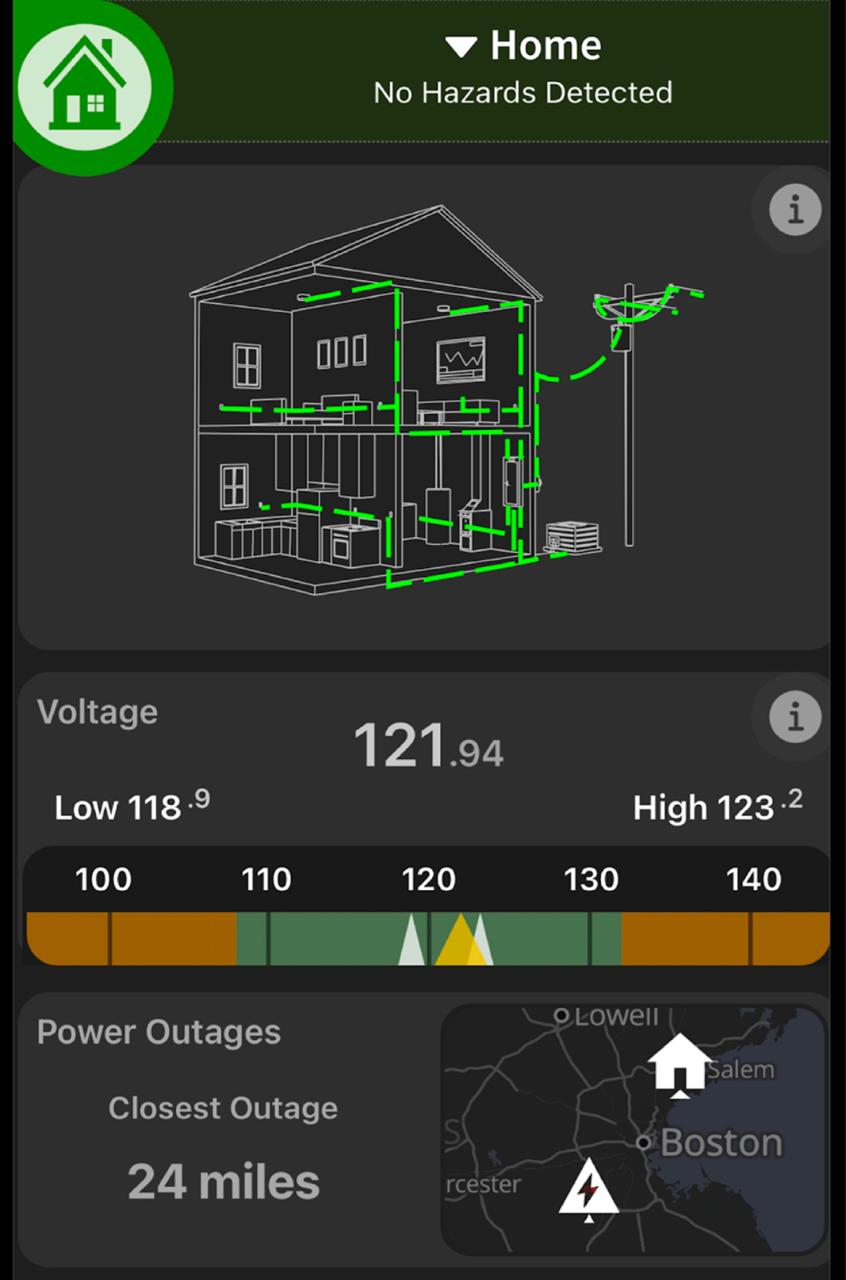 Home
No Hazards Detected
i
Voltage
121.94
i
Low 118.9
High 123.2
100 110 120 130 140
Power Outages
Closest Outage
24 miles
Lowell
Salem
S
Boston
rcester